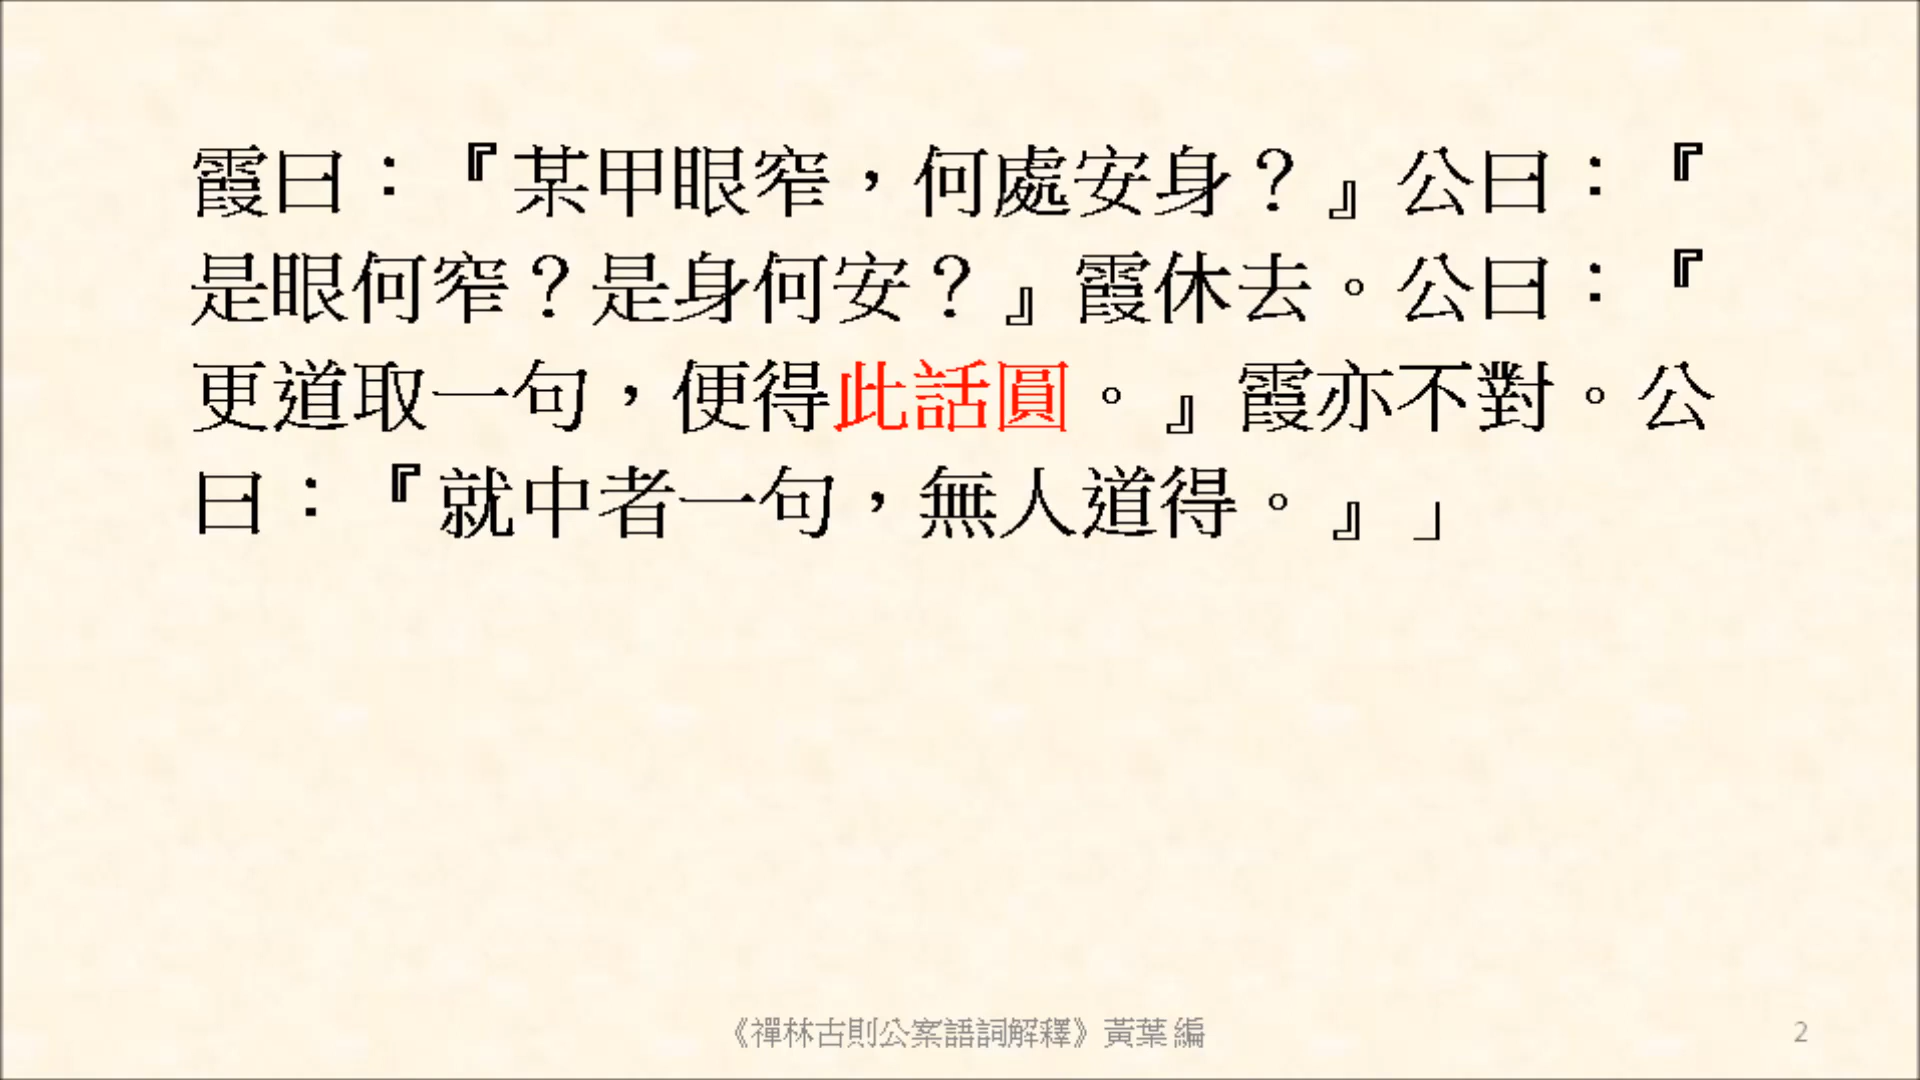 霞曰：『某甲眼窄，何處安身？』公曰：『
是眼何窄？是身何安？』霞休去。公曰：『
更道取一句，便得此話圓。』霞亦不對。公
曰：『就中者一句，無人道得。』」
《禪林古則公案語詞解釋》黃葉 編
2